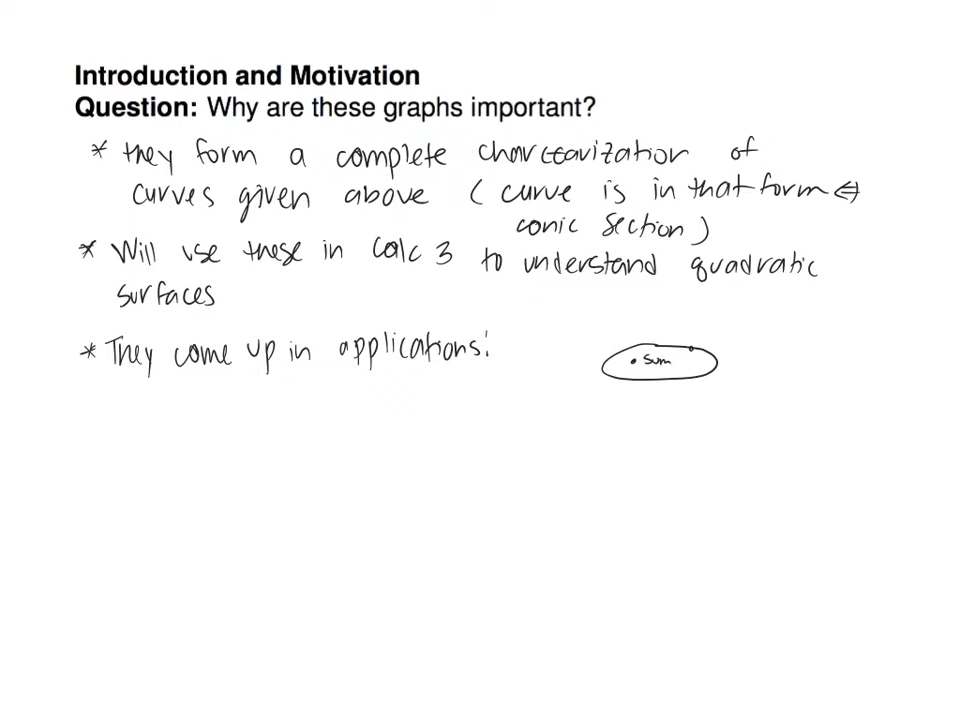 Introduction and Motivation
Question: Why are these graphs important?
* they form a complete characterization of
curves given above ( curve is in that form ⇔
conic section )
* Will use these in Calc 3 to understand quadratic
surfaces
* They come up in applications!
• sum